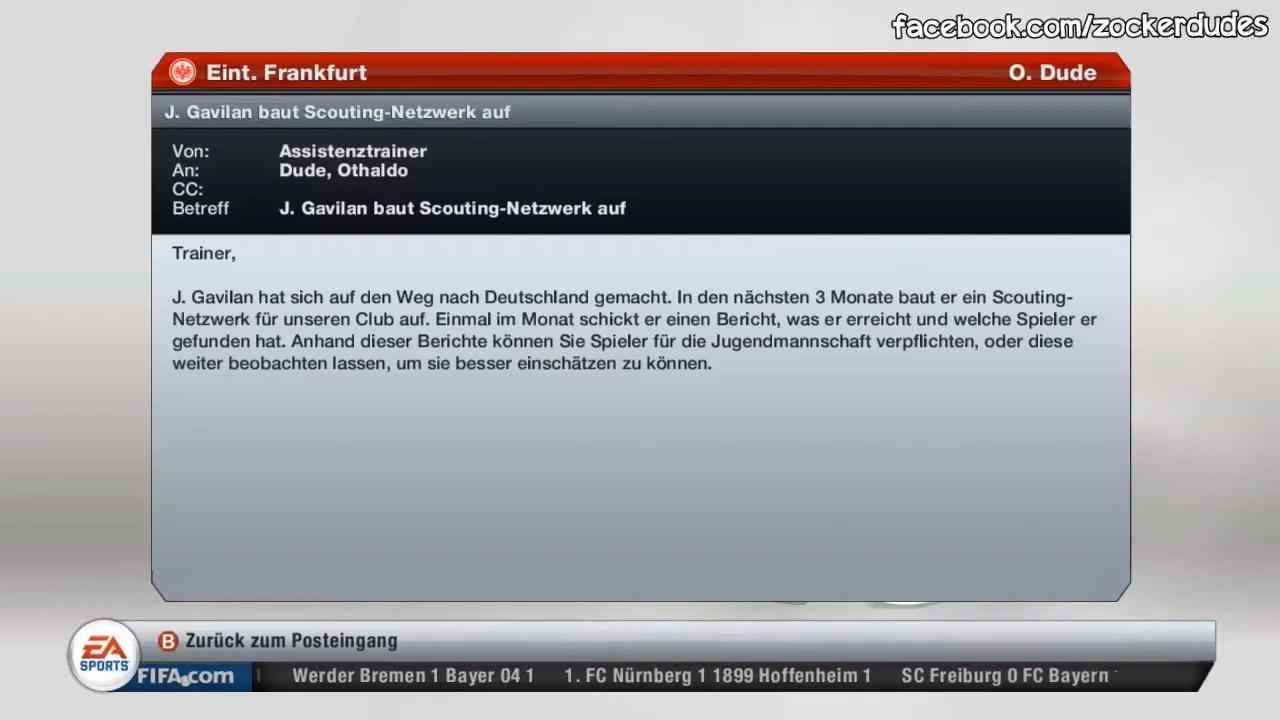 facebook.com/zockerdudes
Eint. Frankfurt O. Dude
J. Gavilan baut Scouting-Netzwerk auf
Von: Assistenztrainer
An: Dude, Othaldo
CC:
Betreff J. Gavilan baut Scouting-Netzwerk auf
Trainer,
J. Gavilan hat sich auf den Weg nach Deutschland gemacht. In den nächsten 3 Monate baut er ein Scouting-
Netzwerk für unseren Club auf. Einmal im Monat schickt er einen Bericht, was er erreicht und welche Spieler er
gefunden hat. Anhand dieser Berichte können Sie Spieler für die Jugendmannschaft verpflichten, oder diese
weiter beobachten lassen, um sie besser einschätzen zu können.
B Zurück zum Posteingang
EA
SPORTS
FIFA.com 1 Werder Bremen 1 Bayer 04 1 1. FC Nürnberg 1 1899 Hoffenheim 1 SC Freiburg 0 FC Bayern